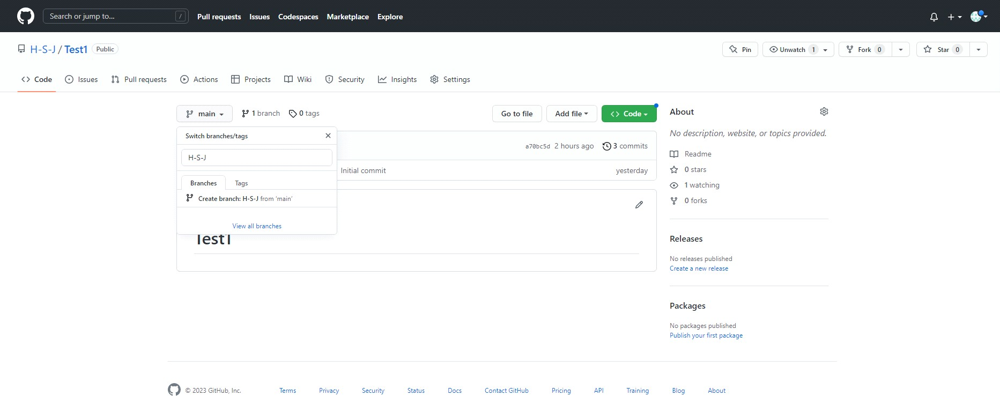 Search or jump to... / Pull requests Issues Codespaces Marketplace Explore
H-S-J / Test1 Public Pin Unwatch 1 Fork 0 Star 0
Code Issues Pull requests Actions Projects Wiki Security Insights Settings
main 1 branch 0 tags Go to file Add file Code
Switch branches/tags
H-S-J
a70bc5d 2 hours ago 3 commits
Initial commit yesterday
Branches Tags
Create branch: H-S-J from ‘main’
View all branches
Test1
About
No description, website, or topics provided.
Readme
0 stars
1 watching
0 forks
Releases
No releases published
Create a new release
Packages
No packages published
Publish your first package
© 2023 GitHub, Inc. Terms Privacy Security Status Docs Contact GitHub Pricing API Training Blog About